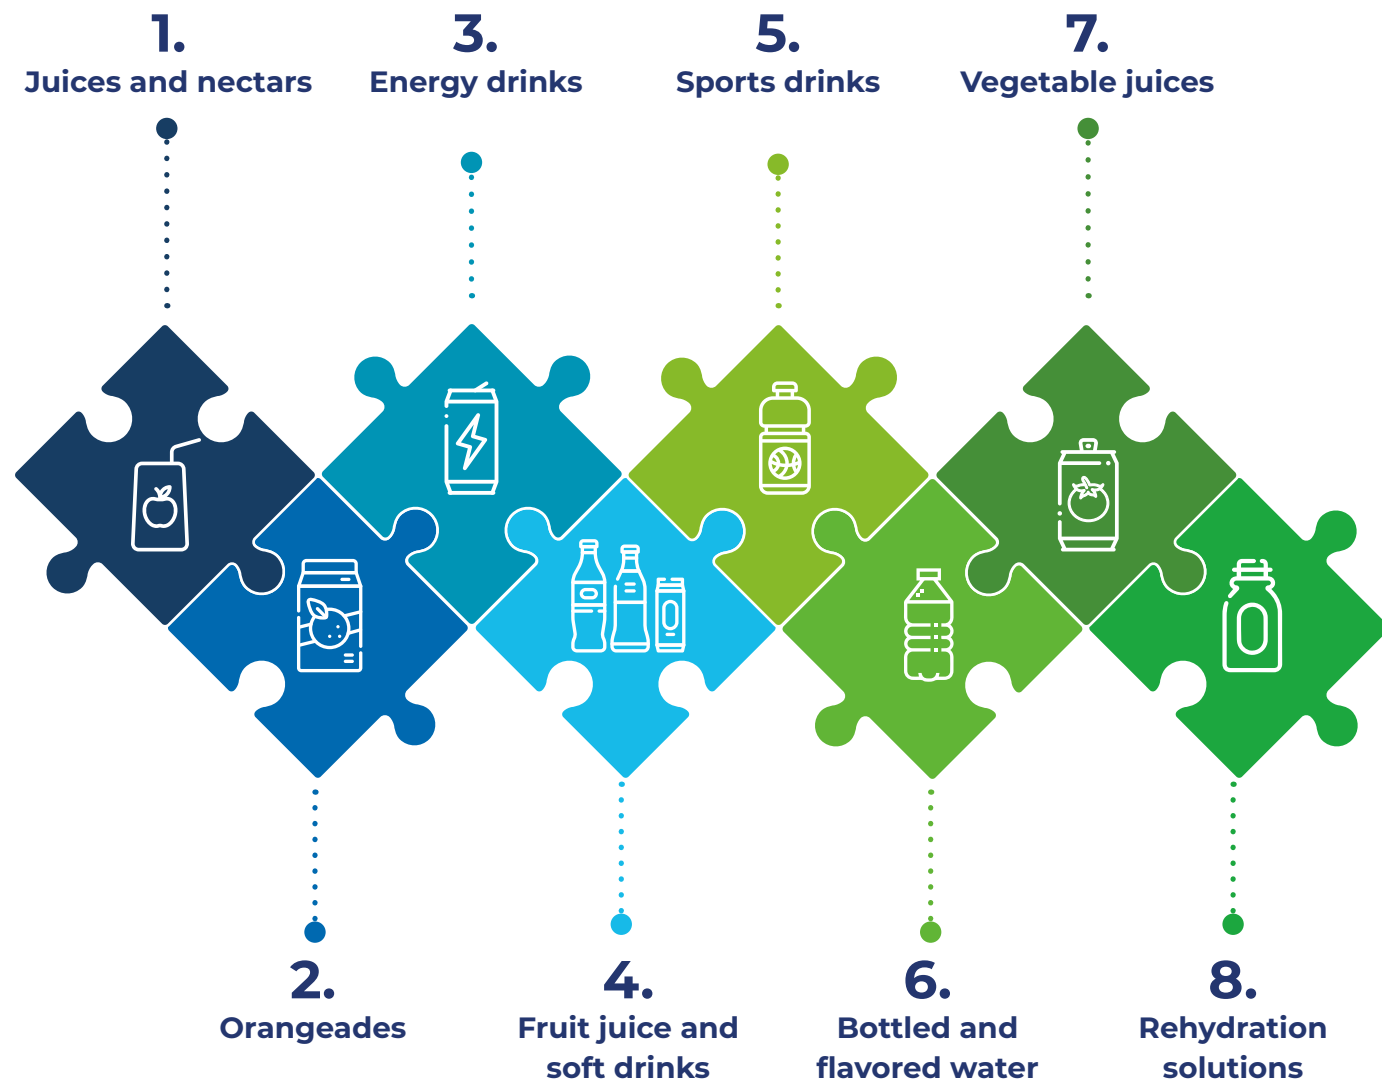 1.
Juices and nectars
3.
Energy drinks
5.
Sports drinks
7.
Vegetable juices
2.
Orangeades
4.
Fruit juice and
soft drinks
6.
Bottled and
flavored water
8.
Rehydration
solutions